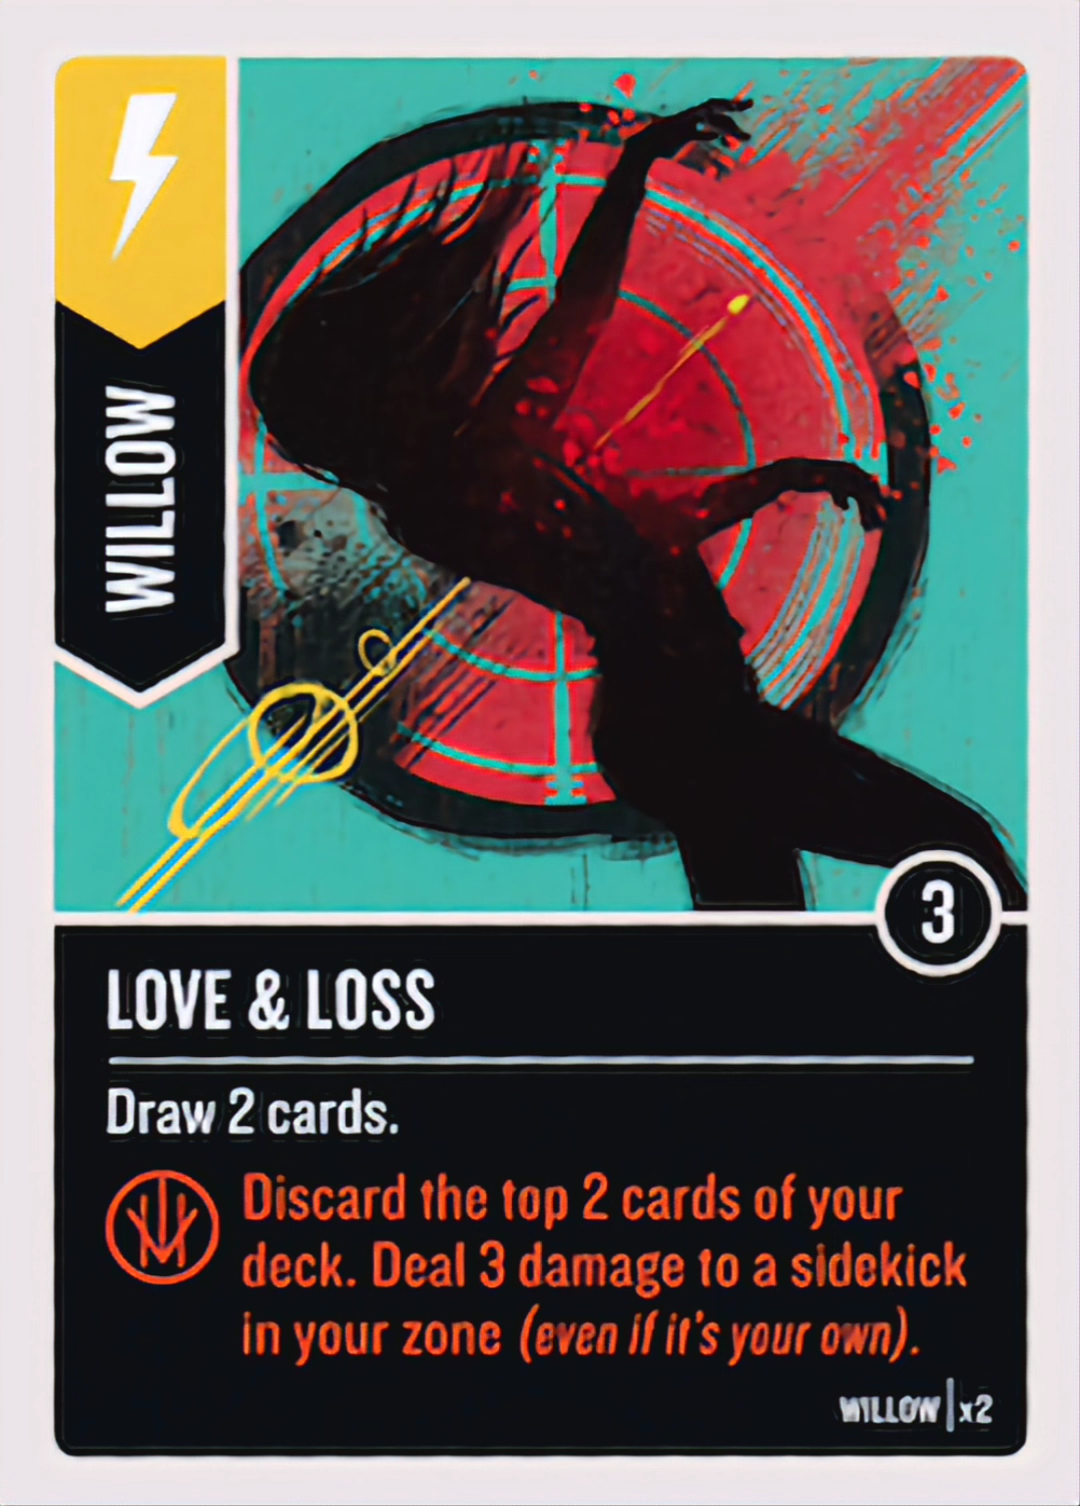 WILLOW
3
LOVE & LOSS
Draw 2 cards.
Discard the top 2 cards of your
deck. Deal 3 damage to a sidekick
in your zone (even if it's your own).
WILLOW | x2